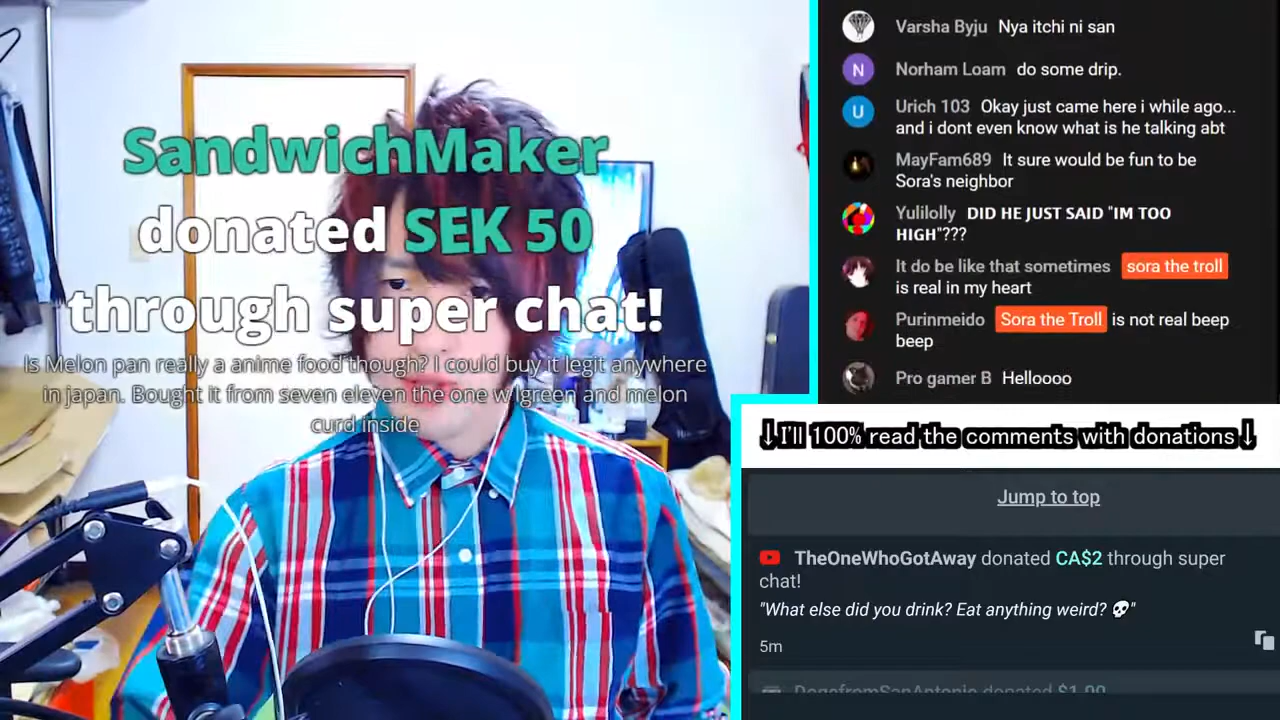 SandwichMaker
donated SEK 50
through super chat!
Is Melon pan really a anime food though? I could buy it legit anywhere
in japan. Bought it from seven eleven the one w lgreen and melon
curd inside
Varsha Byju Nya itchi ni san
N Norham Loam do some drip.
U Urich 103 Okay just came here i while ago...
and i dont even know what is he talking abt
MayFam689 It sure would be fun to be
Sora's neighbor
Yulilolly DID HE JUST SAID "IM TOO
HIGH"???
It do be like that sometimes sora the troll
is real in my heart
Purinmeido Sora the Troll is not real beep
beep
Pro gamer B Helloooo
↓I'll 100% read the comments with donations↓
Jump to top
TheOneWhoGotAway donated CA$2 through super
chat!
"What else did you drink? Eat anything weird? 💀"
5m
DogefromSanAntonio donated $1.00